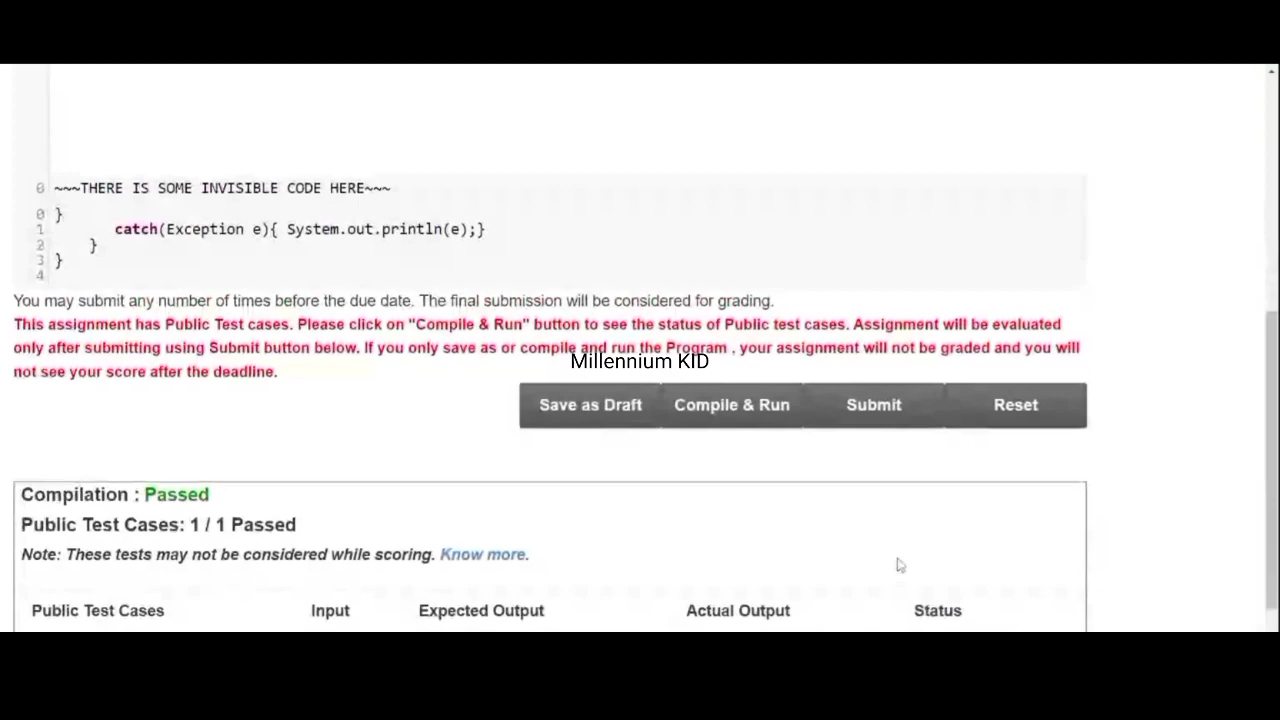 0 ~~~THERE IS SOME INVISIBLE CODE HERE~~~
0 }
1 catch(Exception e){ System.out.println(e);}
2 }
3 }
4
You may submit any number of times before the due date. The final submission will be considered for grading.
This assignment has Public Test cases. Please click on "Compile & Run" button to see the status of Public test cases. Assignment will be evaluated
only after submitting using Submit button below. If you only save as or compile and run the Program , your assignment will not be graded and you will
not see your score after the deadline.
Millennium KID
Save as Draft Compile & Run Submit Reset
Compilation : Passed
Public Test Cases: 1 / 1 Passed
Note: These tests may not be considered while scoring. Know more.
Public Test Cases Input Expected Output Actual Output Status